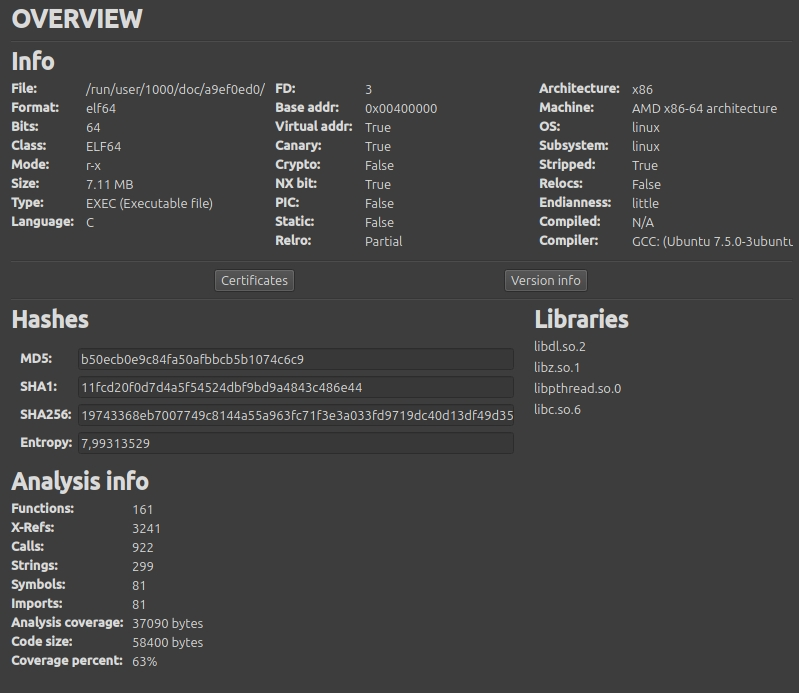 OVERVIEW
Info
File: /run/user/1000/doc/a9ef0ed0/ FD: 3 Architecture: x86
Format: elf64 Base addr: 0x00400000 Machine: AMD x86-64 architecture
Bits: 64 Virtual addr: True OS: linux
Class: ELF64 Canary: True Subsystem: linux
Mode: r-x Crypto: False Stripped: True
Size: 7.11 MB NX bit: True Relocs: False
Type: EXEC (Executable file) PIC: False Endianness: little
Language: C Static: False Compiled: N/A
Relro: Partial Compiler: GCC: (Ubuntu 7.5.0-3ubuntu
Certificates Version info
Hashes Libraries
MD5: b50ecb0e9c84fa50afbbcb5b1074c6c9 libdl.so.2
libz.so.1
SHA1: 11fcd20f0d7d4a5f54524dbf9bd9a4843c486e44 libpthread.so.0
SHA256: 19743368eb7007749c8144a55a963fc71f3e3a033fd9719dc40d13df49d35 libc.so.6
Entropy: 7,99313529
Analysis info
Functions: 161
X-Refs: 3241
Calls: 922
Strings: 299
Symbols: 81
Imports: 81
Analysis coverage: 37090 bytes
Code size: 58400 bytes
Coverage percent: 63%